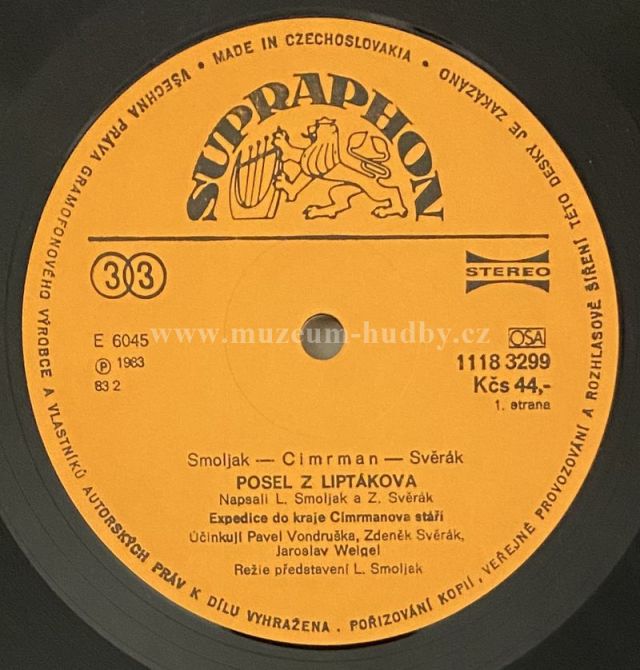 VŠECHNA PRÁVA GRAMOFONOVÉHO VÝROBCE A VLASTNÍKŮ AUTORSKÝCH PRÁV K DÍLU VYHRAŽENA . POŘIZOVÁNÍ KOPIÍ, VEŘEJNÉ PROVOZOVÁNÍ A ROZHLASOVÉ ŠÍŘENÍ TÉTO DESKY JE ZAKÁZÁNO • MADE IN CZECHOSLOVAKIA •
SUPRAPHON
33
STEREO
www.muzeum-hudby.cz
E 6045
OSA
Ⓟ 1983
1118 3299
83 2
Kčs 44,-
1. strana
Smoljak — Cimrman — Svěrák
POSEL Z LIPTÁKOVA
Napsali L. Smoljak a Z. Svěrák
Expedice do kraje Cimrmanova stáří
Účinkují Pavel Vondruška, Zdeněk Svěrák,
Jaroslav Weigel
Režie představení L. Smoljak